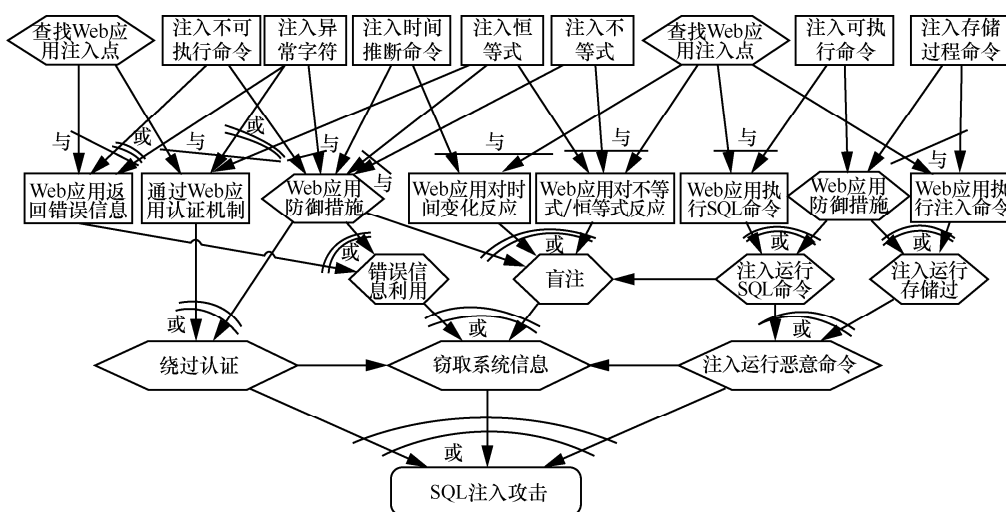 查找Web应
用注入点
注入不可
执行命令
注入异
常字符
注入时间
推断命令
注入恒
等式
注入不
等式
查找Web应
用注入点
注入可执
行命令
注入存储
过程命令
与
或
与
或
与
与
与
与
与
与
Web应用返
回错误信息
通过Web应
用认证机制
Web应用
防御措施
Web应用对时
间变化反应
Web应用对不等
式/恒等式反应
Web应用执
行SQL命令
Web应用
防御措施
Web应用执
行注入命令
或
或
或
或
错误信
息利用
盲注
注入运行
SQL命令
注入运行
存储过
或
或
或
绕过认证
窃取系统信息
注入运行恶意命令
或
SQL注入攻击